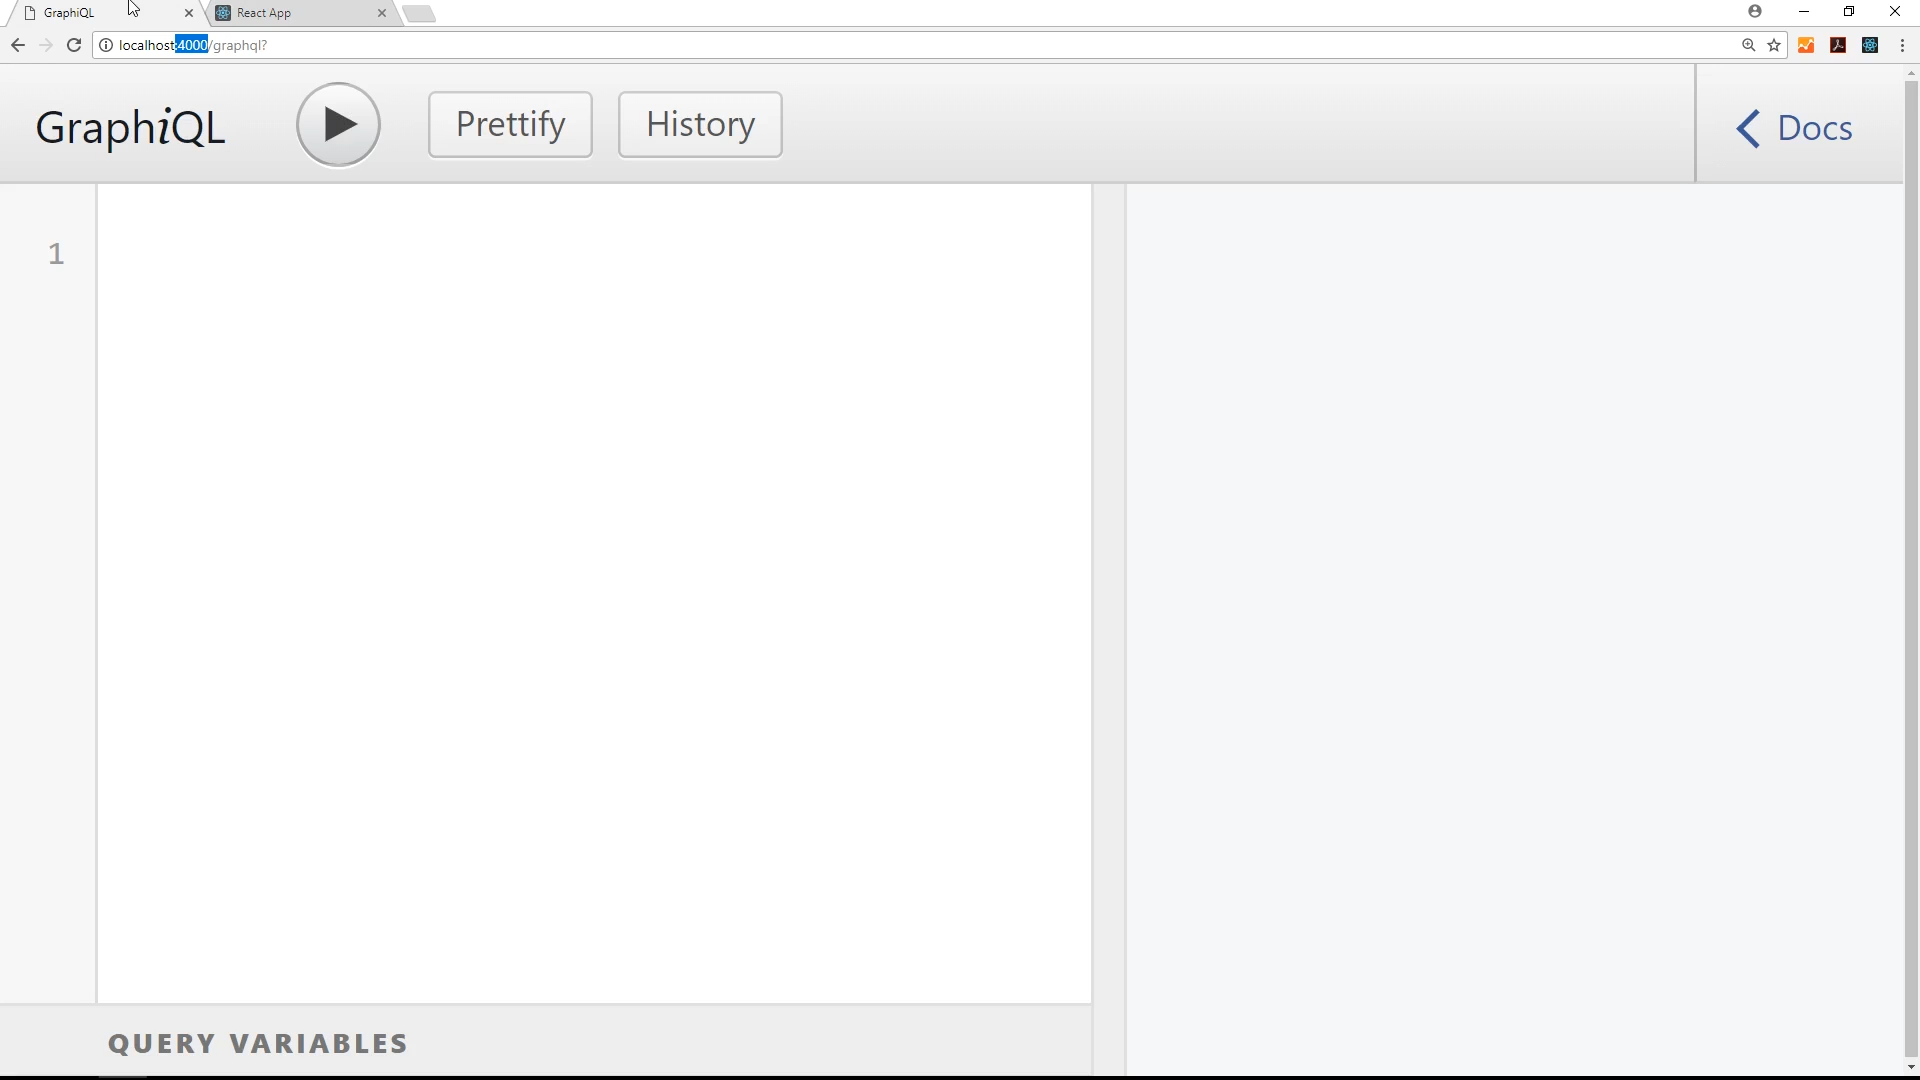 GraphiQL
React App
localhost:4000/graphql?
GraphiQL
Prettify
History
Docs
1
QUERY VARIABLES